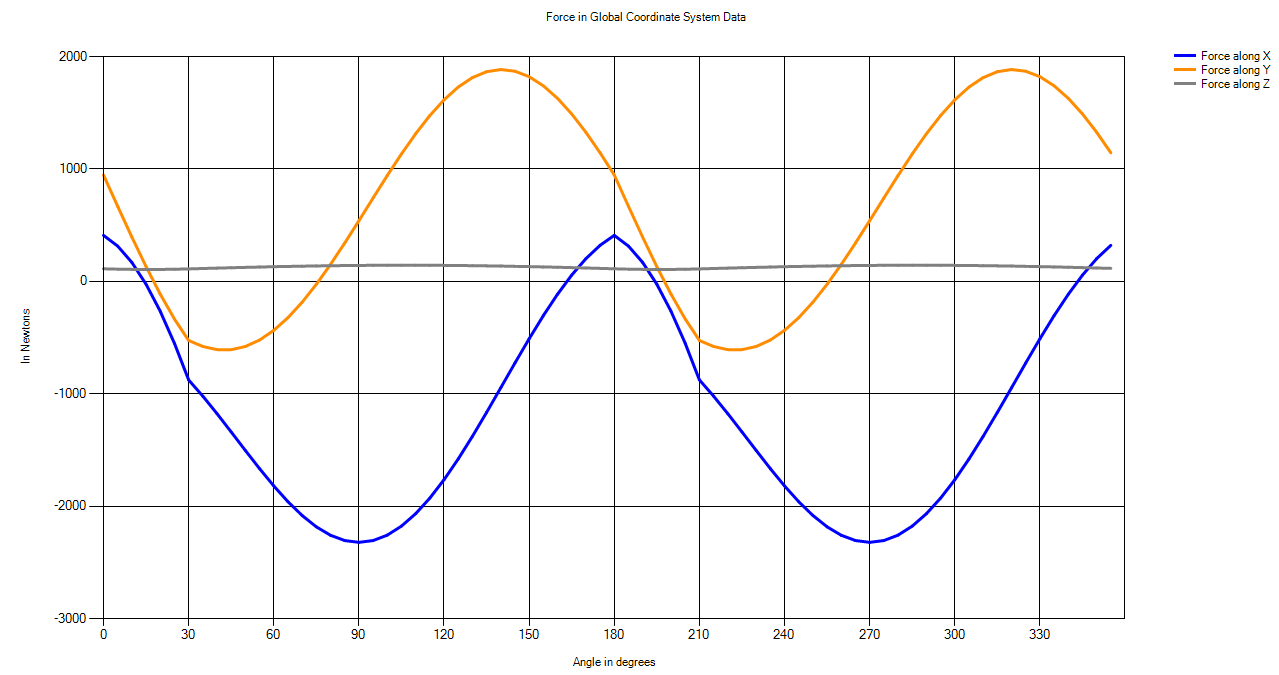 Force in Global Coordinate System Data
Force along X
Force along Y
Force along Z
2000
1000
0
-1000
-2000
-3000
In Newtons
0 30 60 90 120 150 180 210 240 270 300 330
Angle in degrees